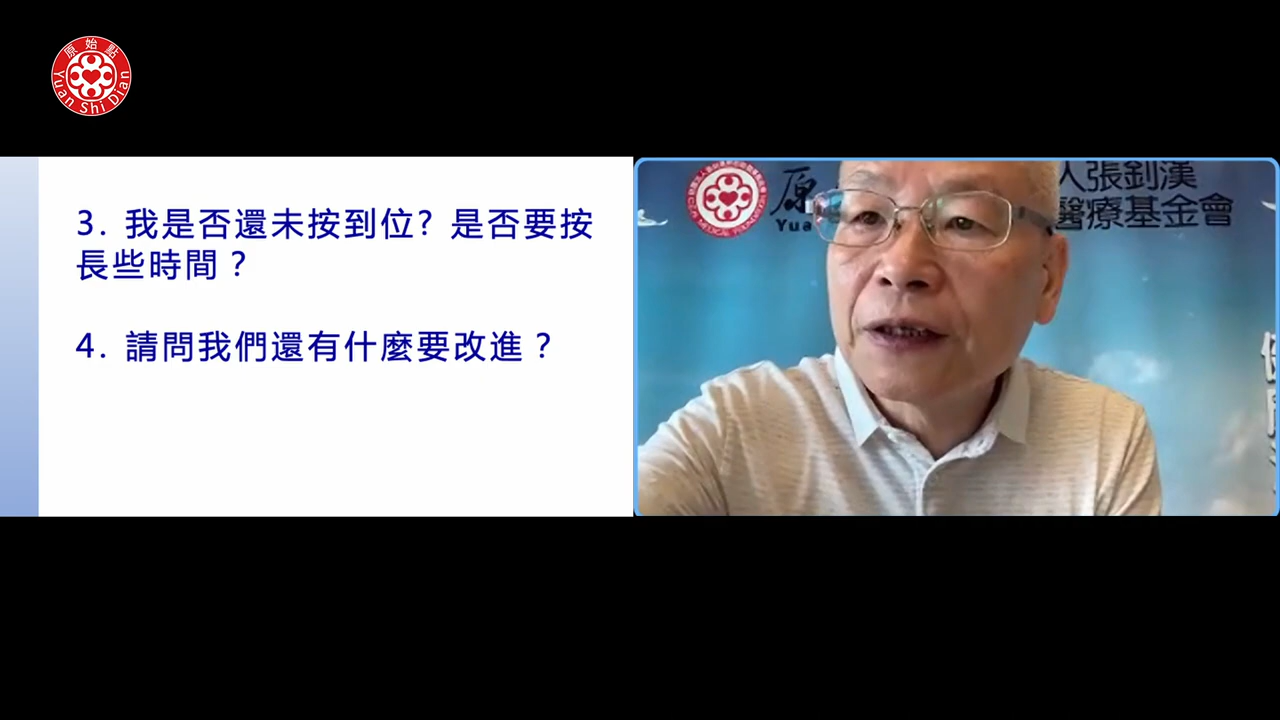 原始點
Yuan Shi Dian
3. 我是否還未按到位? 是否要按
長些時間？
4. 請問我們還有什麼要改進？
原
Yua
人張釗漢
醫療基金會